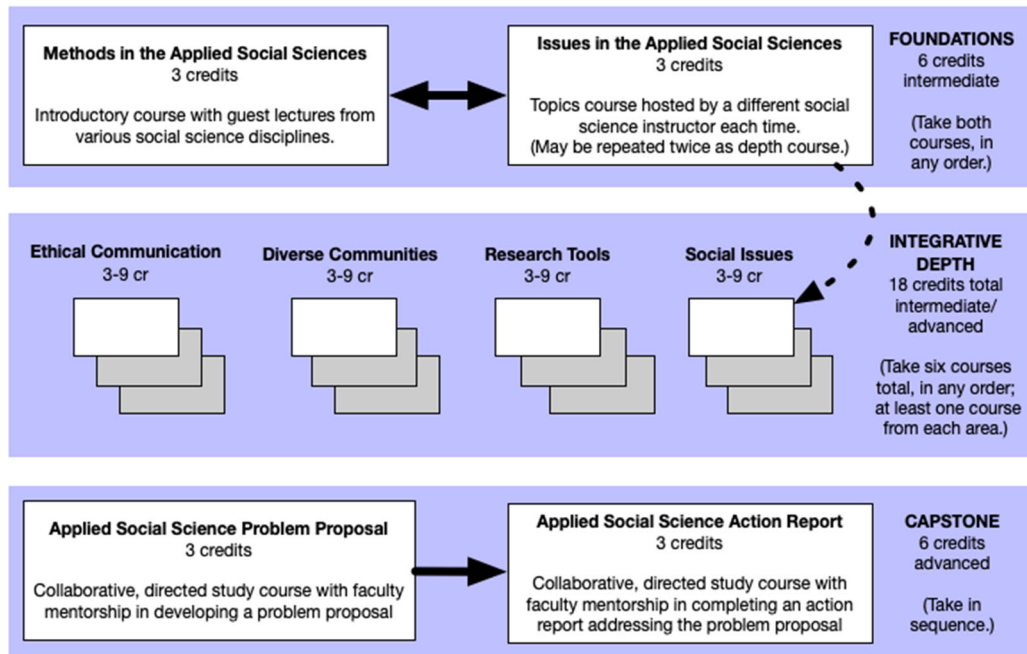 Methods in the Applied Social Sciences
3 credits
Introductory course with guest lectures from
various social science disciplines.
Issues in the Applied Social Sciences
3 credits
Topics course hosted by a different social
science instructor each time.
(May be repeated twice as depth course.)
FOUNDATIONS
6 credits
intermediate
(Take both
courses, in
any order.)
Ethical Communication
3-9 cr
Diverse Communities
3-9 cr
Research Tools
3-9 cr
Social Issues
3-9 cr
INTEGRATIVE
DEPTH
18 credits total
intermediate/
advanced
(Take six courses
total, in any order;
at least one course
from each area.)
Applied Social Science Problem Proposal
3 credits
Collaborative, directed study course with faculty
mentorship in developing a problem proposal
Applied Social Science Action Report
3 credits
Collaborative, directed study course with
faculty mentorship in completing an action
report addressing the problem proposal
CAPSTONE
6 credits
advanced
(Take in
sequence.)